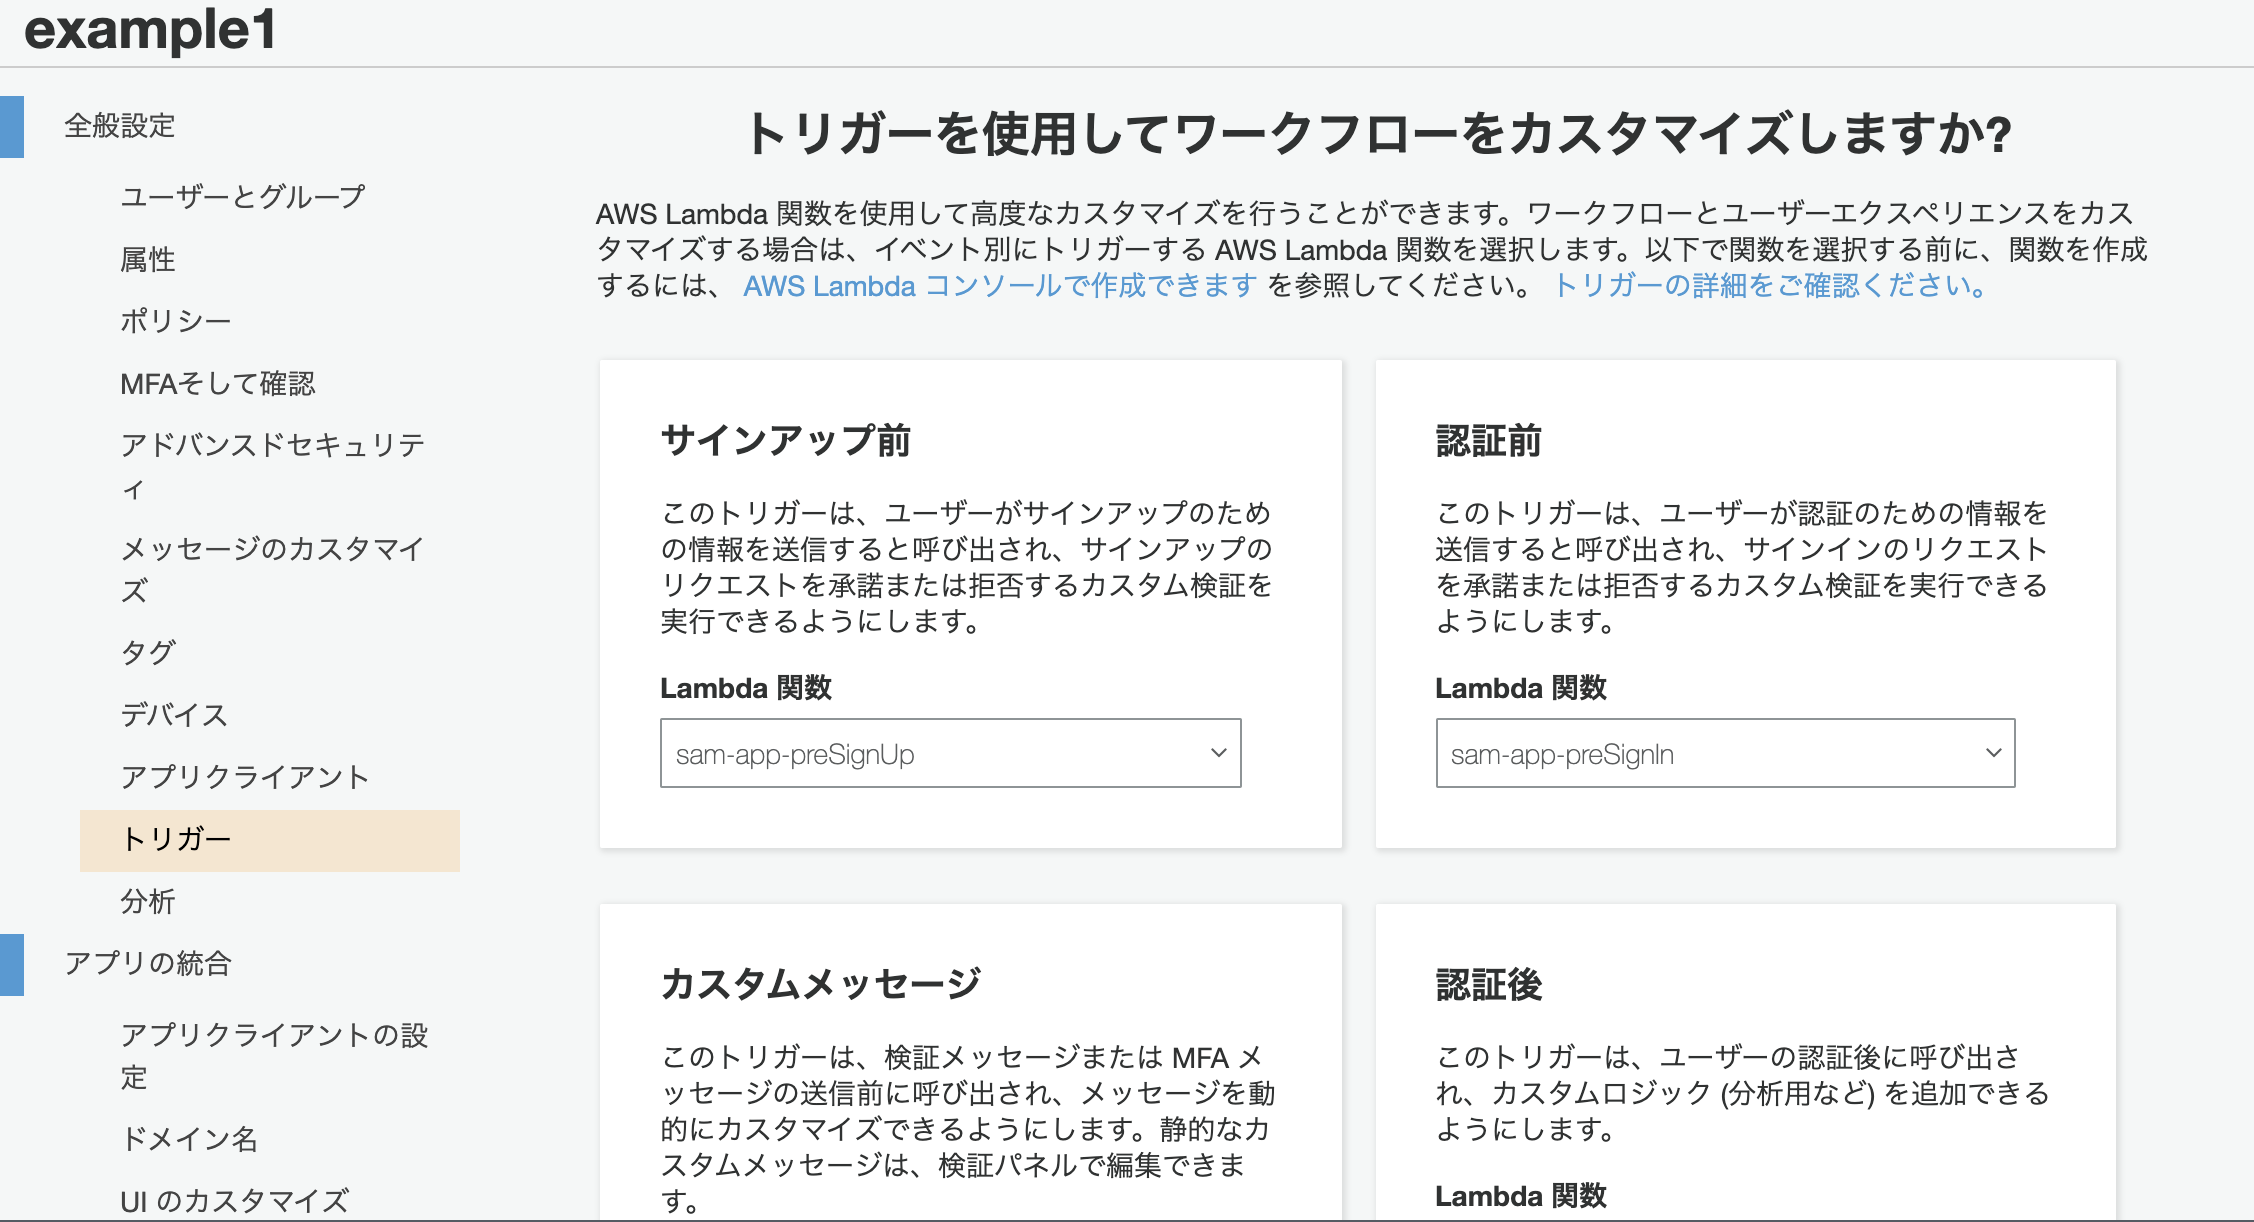 example1
全般設定
ユーザーとグループ
属性
ポリシー
MFAそして確認
アドバンスドセキュリテ
ィ
メッセージのカスタマイ
ズ
タグ
デバイス
アプリクライアント
トリガー
分析
アプリの統合
アプリクライアントの設
定
ドメイン名
UI のカスタマイズ
トリガーを使用してワークフローをカスタマイズしますか?
AWS Lambda 関数を使用して高度なカスタマイズを行うことができます。ワークフローとユーザーエクスペリエンスをカス
タマイズする場合は、イベント別にトリガーする AWS Lambda 関数を選択します。以下で関数を選択する前に、関数を作成
するには、 AWS Lambda コンソールで作成できます を参照してください。 トリガーの詳細をご確認ください。
サインアップ前
このトリガーは、ユーザーがサインアップのため
の情報を送信すると呼び出され、サインアップの
リクエストを承諾または拒否するカスタム検証を
実行できるようにします。
Lambda 関数
sam-app-preSignUp
認証前
このトリガーは、ユーザーが認証のための情報を
送信すると呼び出され、サインインのリクエスト
を承諾または拒否するカスタム検証を実行できる
ようにします。
Lambda 関数
sam-app-preSignIn
カスタムメッセージ
このトリガーは、検証メッセージまたは MFA メ
ッセージの送信前に呼び出され、メッセージを動
的にカスタマイズできるようにします。静的なカ
スタムメッセージは、検証パネルで編集できま
す。
認証後
このトリガーは、ユーザーの認証後に呼び出さ
れ、カスタムロジック (分析用など) を追加できる
ようにします。
Lambda 関数